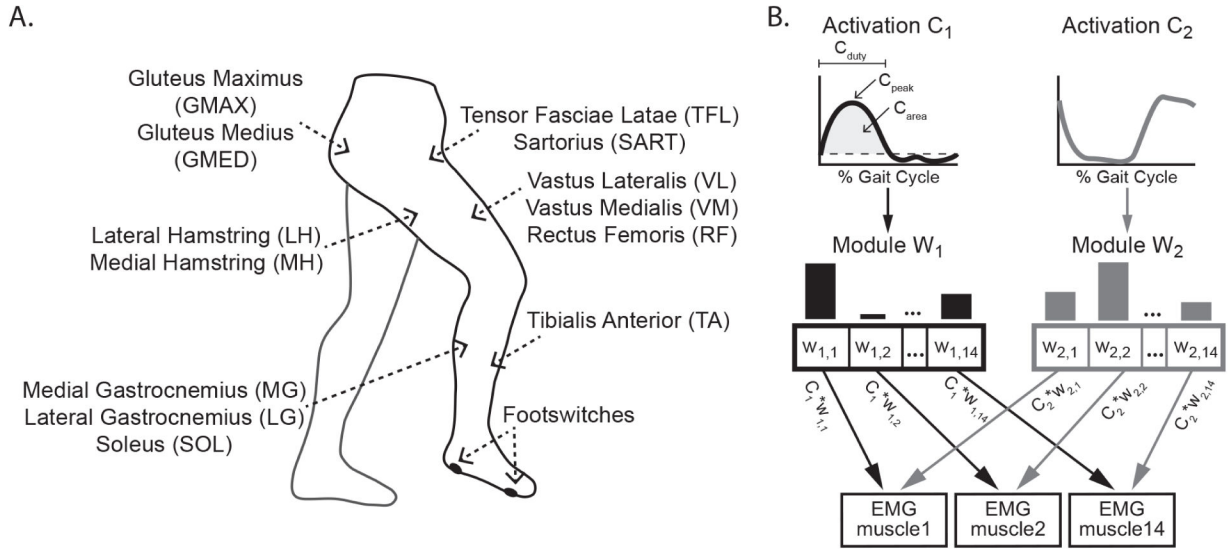 A.
Gluteus Maximus
(GMAX)
Gluteus Medius
(GMED)
Tensor Fasciae Latae (TFL)
Sartorius (SART)
Vastus Lateralis (VL)
Vastus Medialis (VM)
Rectus Femoris (RF)
Lateral Hamstring (LH)
Medial Hamstring (MH)
Tibialis Anterior (TA)
Medial Gastrocnemius (MG)
Lateral Gastrocnemius (LG)
Soleus (SOL)
Footswitches
B.
Activation C₁
C_duty
C_peak
C_area
% Gait Cycle
Activation C₂
% Gait Cycle
Module W₁
...
w₁,₁ w₁,₂ ... w₁,₁₄
Module W₂
...
w₂,₁ w₂,₂ ... w₂,₁₄
C₁*w₁,₁
C₁*w₁,₂
C₁*w₁,₁₄
C₂*w₂,₁
C₂*w₂,₂
C₂*w₂,₁₄
EMG
muscle1
EMG
muscle2
EMG
muscle14